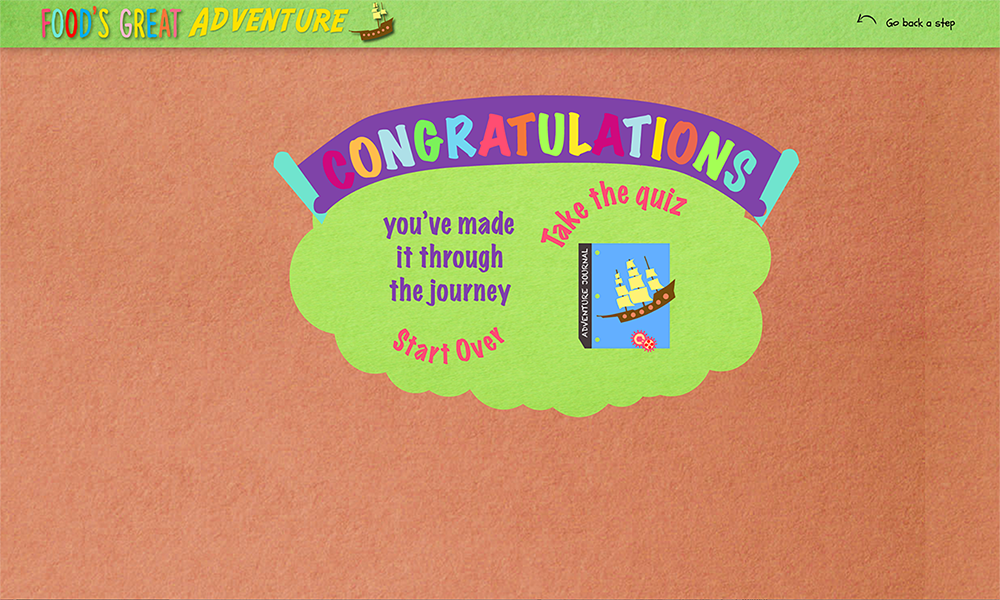 FOOD'S GREAT ADVENTURE
Go back a step
CONGRATULATIONS
you've made
it through
the journey
Start Over
Take the quiz
ADVENTURE JOURNAL